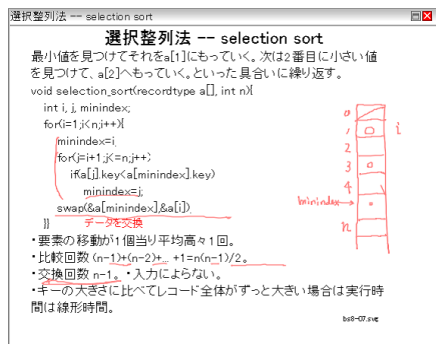 選択整列法 -- selection sort
選択整列法 -- selection sort
最小値を見つけてそれをa[1]にもっていく。次は2番目に小さい値
を見つけて、a[2]へもっていく。といった具合いに繰り返す。
void selection_sort(recordtype a[], int n){
int i, j, minindex;
for(i=1;i<n;i++){
minindex=i;
for(j=i+1;j<=n;j++)
if(a[j].key<a[minindex].key)
minindex=j;
swap(&a[minindex],&a[i]);
}}
データを交換
・要素の移動が1個当り平均高々1回。
・比較回数 (n-1)+(n-2)+... +1=n(n-1)/2。
・交換回数 n-1。 ・入力によらない。
・キーの大きさに比べてレコード全体がずっと大きい場合は実行時
間は線形時間。
0
1
i
2
3
4
minindex
n
bs8-07.sve